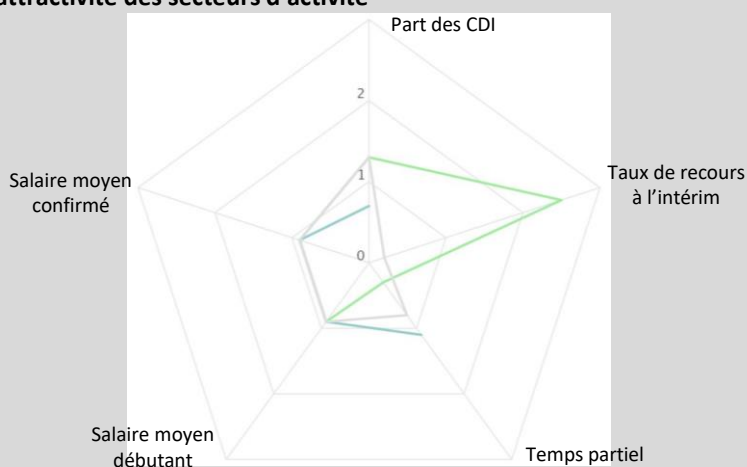 attractivité des secteurs d'activité
Part des CDI
2
Salaire moyen
confirmé
1
Taux de recours
à l'intérim
0
Salaire moyen
débutant
Temps partiel